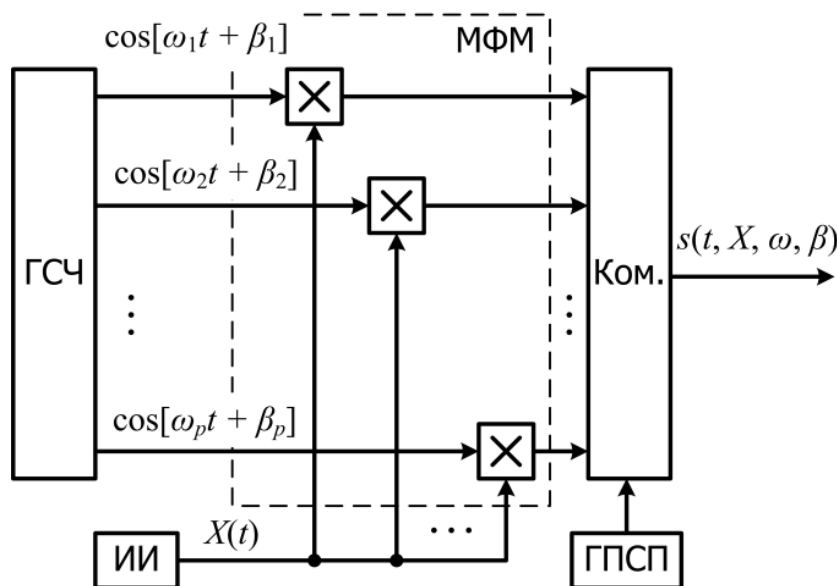 cos[ω₁t + β₁]
МФМ
cos[ω₂t + β₂]
s(t, X, ω, β)
ГСЧ
Ком.
⋮
⋮
cos[ωₚt + βₚ]
...
X(t)
ИИ
ГПСП